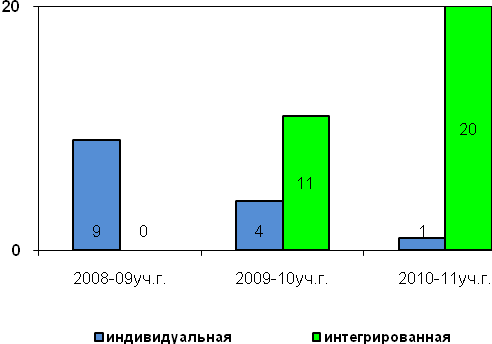 20
20
11
9 0 4 1
0
2008-09уч.г. 2009-10уч.г. 2010-11уч.г.
индивидуальная интегрированная